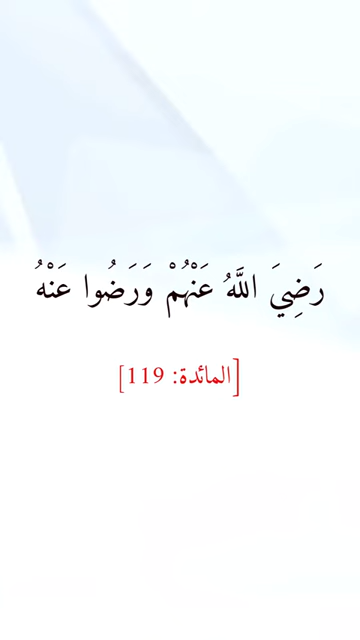 رَضِيَ اللَّهُ عَنْهُمْ وَرَضُوا عَنْهُ
[المائدة: 119]